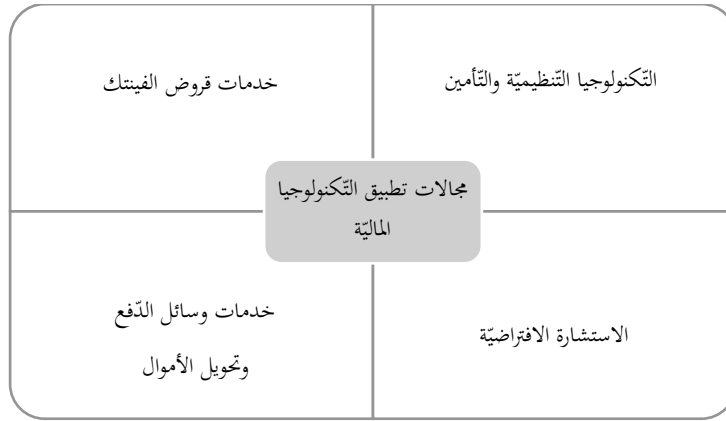 التّكنولوجيا التّنظيميّة والتّأمين
خدمات قروض الفينتك
مجالات تطبيق التّكنولوجيا
الماليّة
الاستشارة الافتراضيّة
خدمات وسائل الدّفع
وتحويل الأموال